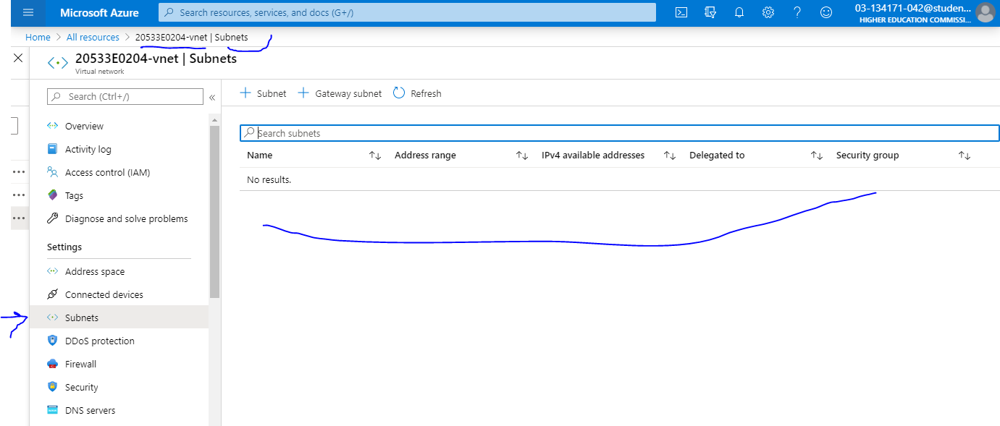 Microsoft Azure
Search resources, services, and docs (G+/)
03-134171-042@studen...
HIGHER EDUCATION COMMISSI...
Home > All resources > 20533E0204-vnet | Subnets
20533E0204-vnet | Subnets
Virtual network
Search (Ctrl+/)
«
Overview
Activity log
Access control (IAM)
Tags
Diagnose and solve problems
Settings
Address space
Connected devices
Subnets
DDoS protection
Firewall
Security
DNS servers
+ Subnet + Gateway subnet Refresh
Search subnets
Name Address range IPv4 available addresses Delegated to Security group
No results.